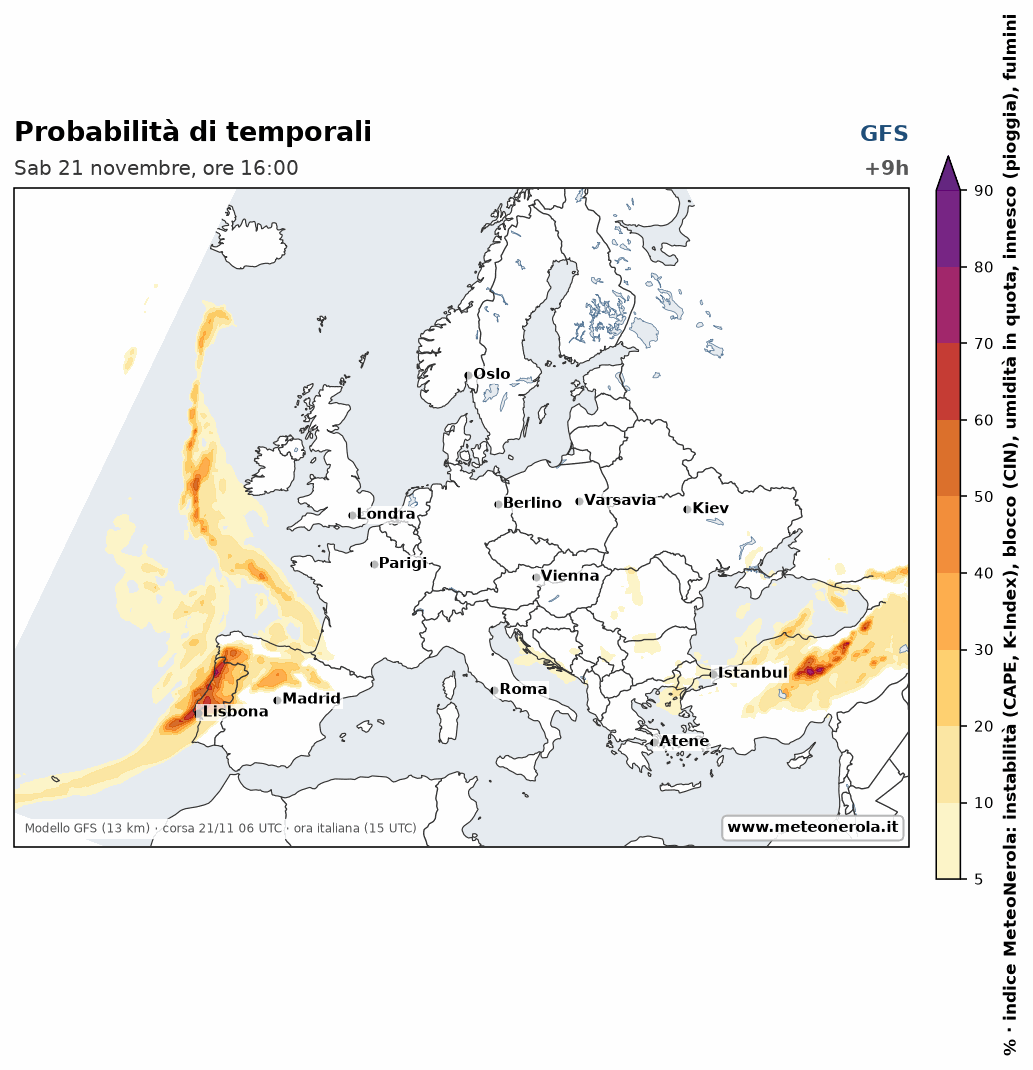 Probabilità di temporali
GFS
Sab 21 novembre, ore 16:00
+9h
90
80
70
60
50
40
30
20
10
5
% · indice MeteoNerola: instabilità (CAPE, K-Index), blocco (CIN), umidità in quota, innesco (pioggia), fulmini
Oslo
Berlino
Varsavia
Kiev
Londra
Parigi
Vienna
Istanbul
Roma
Madrid
Lisbona
Atene
Modello GFS (13 km) · corsa 21/11 06 UTC · ora italiana (15 UTC)
www.meteonerola.it